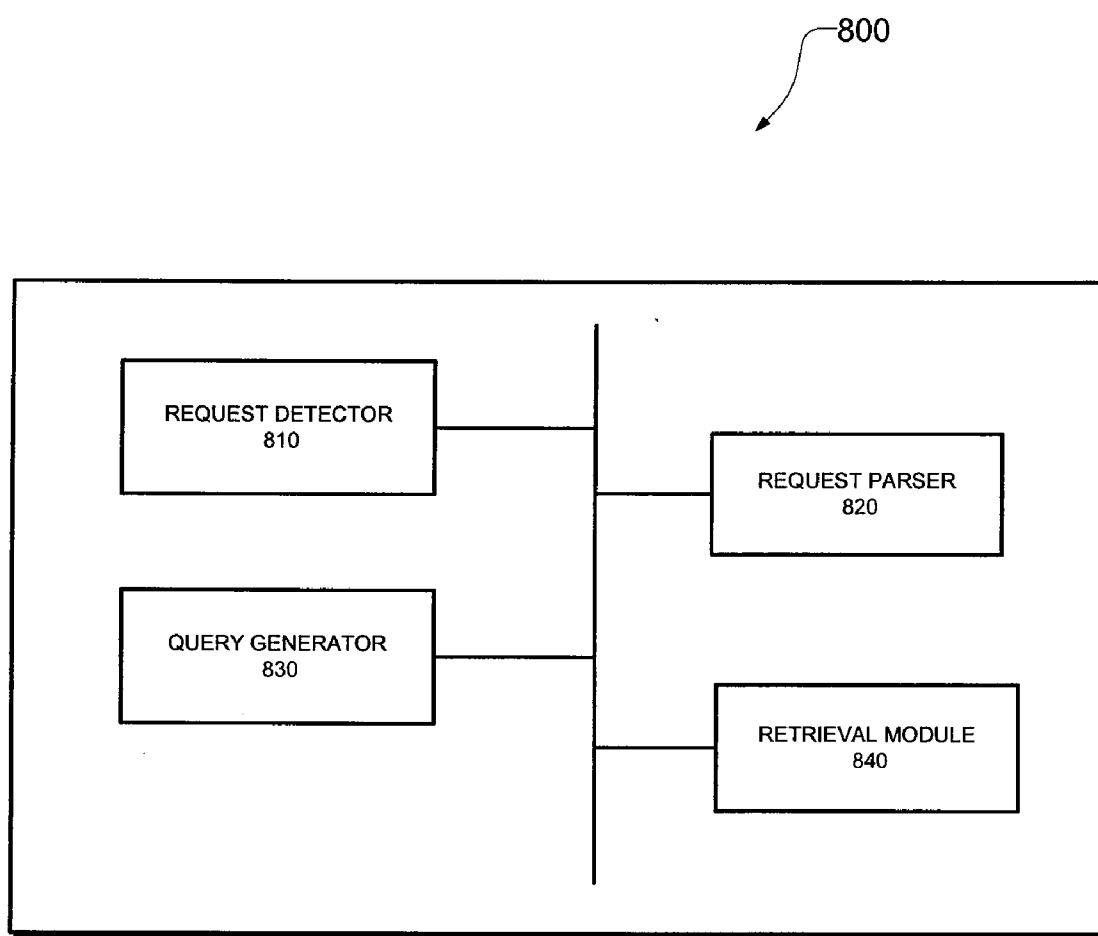 800
REQUEST DETECTOR
810
REQUEST PARSER
820
QUERY GENERATOR
830
RETRIEVAL MODULE
840